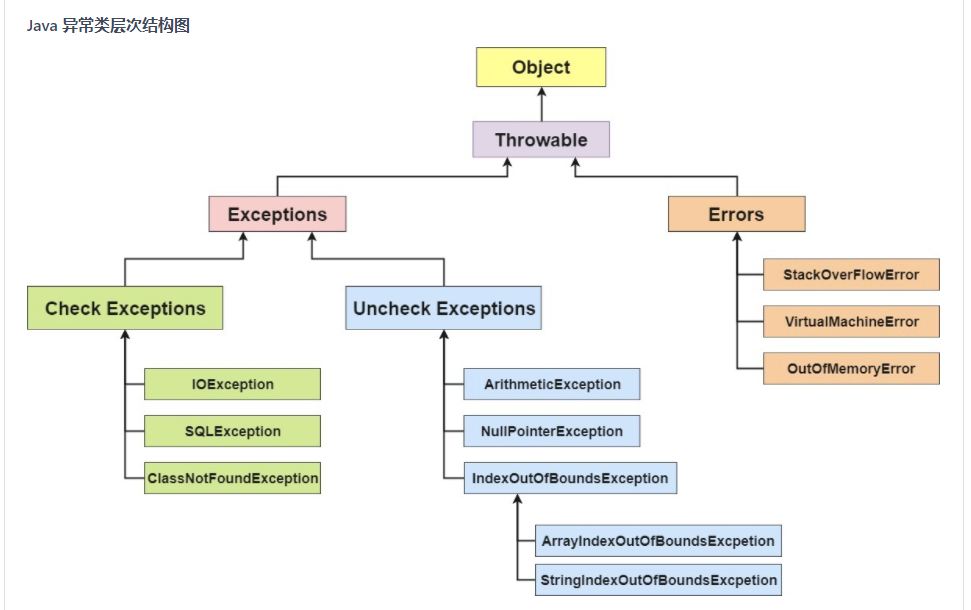 Java 异常类层次结构图
Object
Throwable
Exceptions
Errors
StackOverFlowError
VirtualMachineError
OutOfMemoryError
Check Exceptions
Uncheck Exceptions
IOException
SQLException
ClassNotFoundException
ArithmeticException
NullPointerException
IndexOutOfBoundsException
ArrayIndexOutOfBoundsExcpetion
StringIndexOutOfBoundsExcpetion